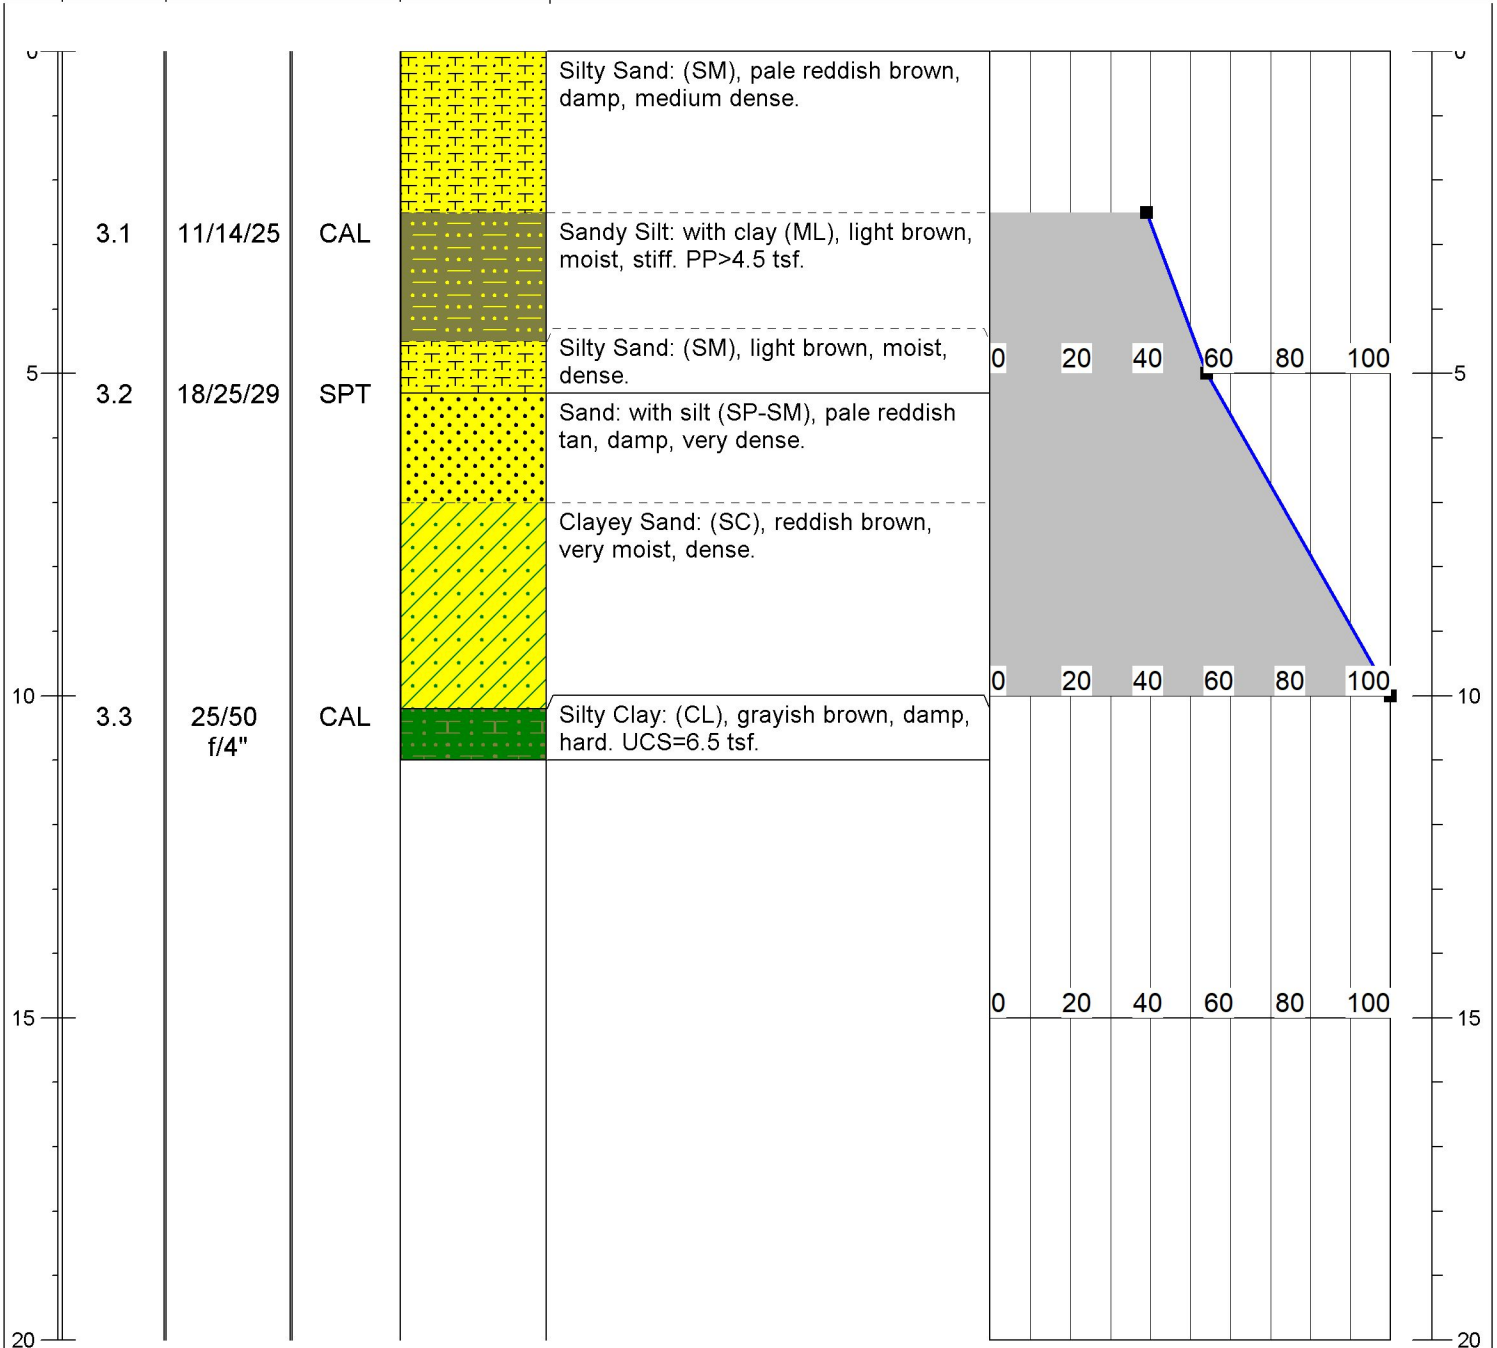 0
0
Silty Sand: (SM), pale reddish brown,
damp, medium dense.
3.1
11/14/25
CAL
Sandy Silt: with clay (ML), light brown,
moist, stiff. PP>4.5 tsf.
Silty Sand: (SM), light brown, moist,
dense.
0 20 40 60 80 100
5
5
3.2
18/25/29
SPT
Sand: with silt (SP-SM), pale reddish
tan, damp, very dense.
Clayey Sand: (SC), reddish brown,
very moist, dense.
0 20 40 60 80 100
10
10
3.3
25/50
f/4"
CAL
Silty Clay: (CL), grayish brown, damp,
hard. UCS=6.5 tsf.
0 20 40 60 80 100
15
15
20
20